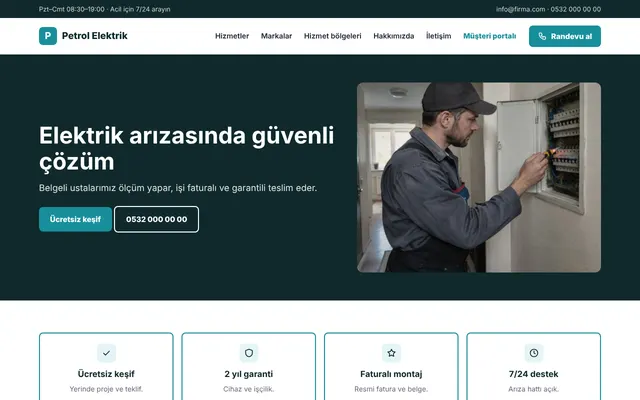 Pzt–Cmt 08:30–19:00 · Acil için 7/24 arayın
info@firma.com · 0532 000 00 00
P Petrol Elektrik
Hizmetler Markalar Hizmet bölgeleri Hakkımızda İletişim Müşteri portalı Randevu al
Elektrik arızasında güvenli
çözüm
Belgeli ustalarımız ölçüm yapar, işi faturalı ve garantili teslim eder.
Ücretsiz keşif 0532 000 00 00
Ücretsiz keşif
Yerinde proje ve teklif.
2 yıl garanti
Cihaz ve işçilik.
Faturalı montaj
Resmi fatura ve belge.
7/24 destek
Arıza hattı açık.